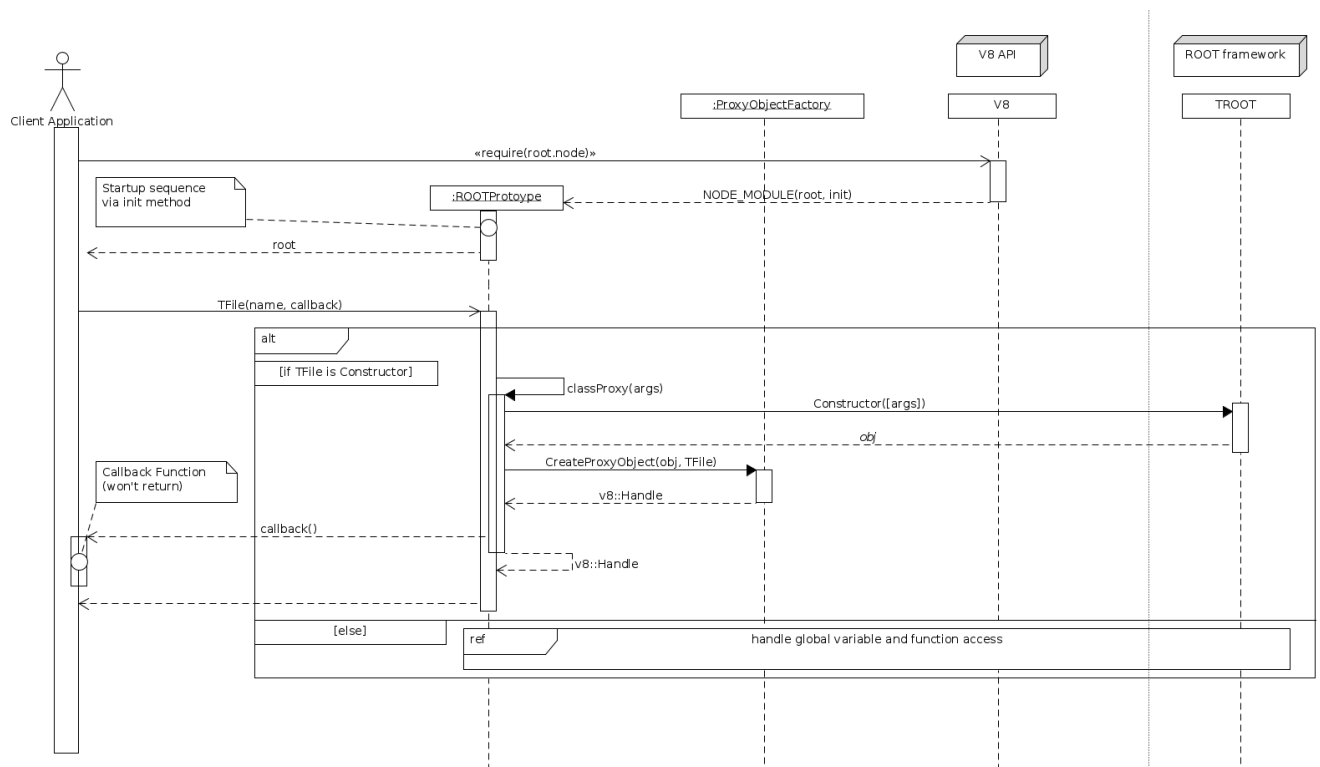 V8 API
ROOT framework
:ProxyObjectFactory
V8
TROOT
Client Application
«require(root.node)»
Startup sequence
via init method
:ROOTProtoype
NODE_MODULE(root, init)
root
TFile(name, callback)
alt
[if TFile is Constructor]
classProxy(args)
Constructor([args])
obj
CreateProxyObject(obj, TFile)
Callback Function
(won't return)
v8::Handle
callback()
v8::Handle
[else]
ref
handle global variable and function access